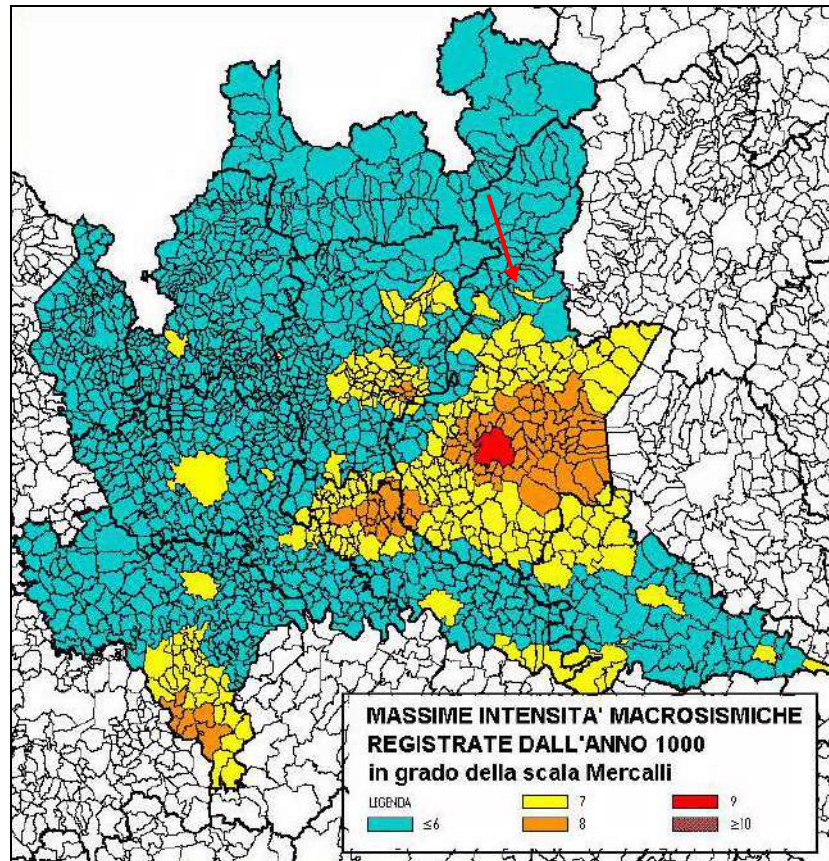 MASSIME INTENSITA' MACROSISMICHE
REGISTRATE DALL'ANNO 1000
in grado della scala Mercalli
LEGENDA
7
9
≤6
8
≥10